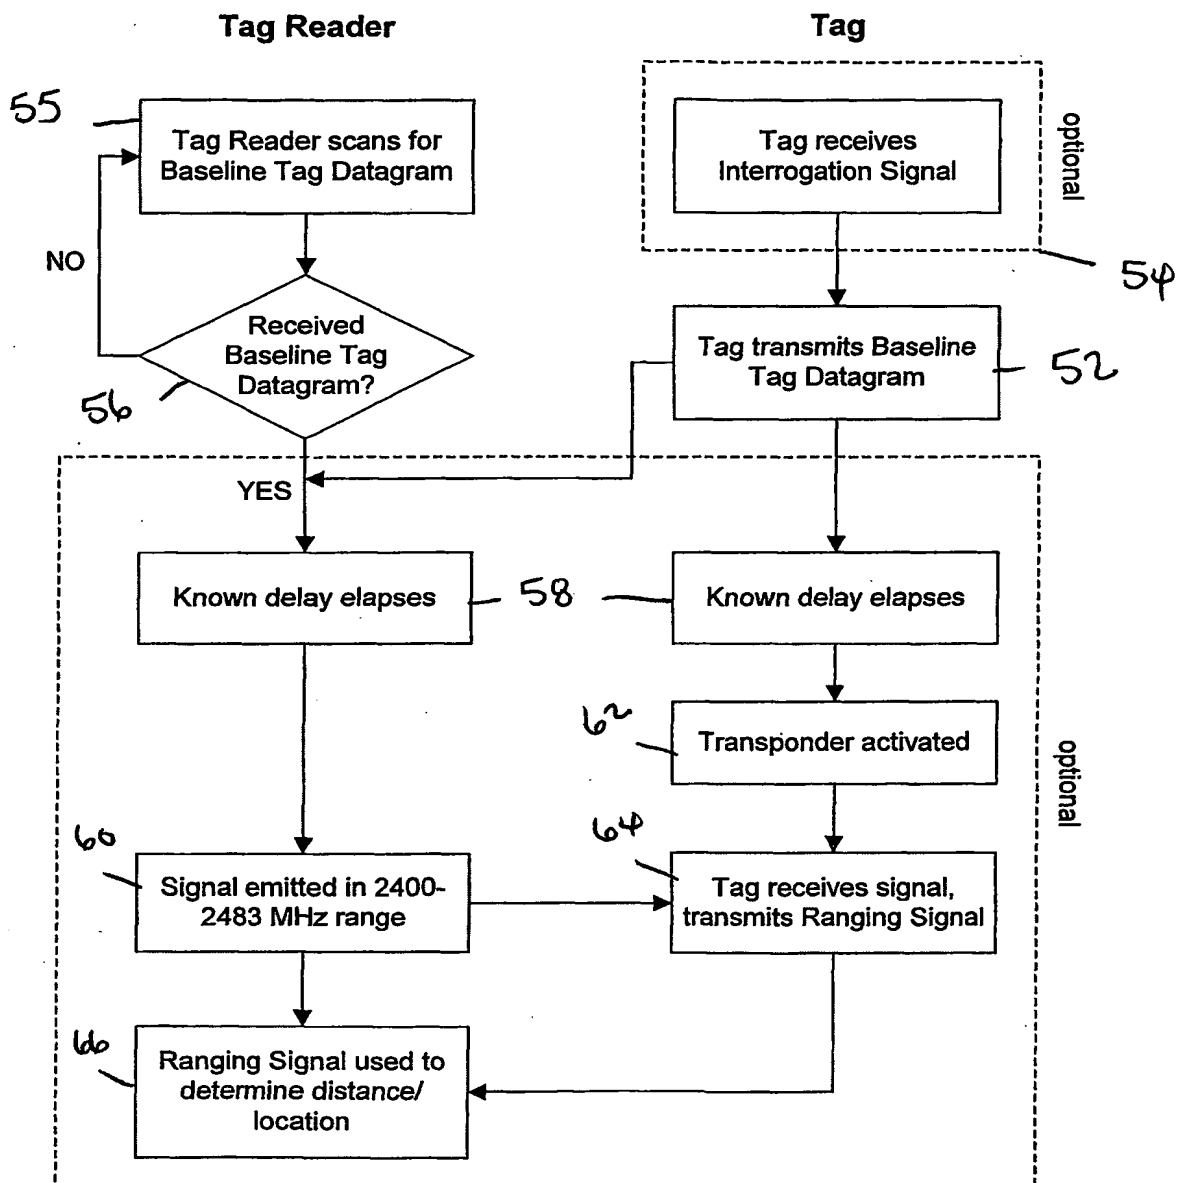 Tag Reader
Tag
55
Tag Reader scans for
Baseline Tag Datagram
Tag receives
Interrogation Signal
optional
54
NO
Received
Baseline Tag
Datagram?
56
Tag transmits Baseline
Tag Datagram
52
YES
Known delay elapses
58
Known delay elapses
62
Transponder activated
optional
60
Signal emitted in 2400-
2483 MHz range
64
Tag receives signal,
transmits Ranging Signal
66
Ranging Signal used to
determine distance/
location